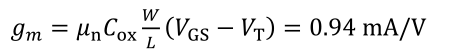 g_m = μ_n C_ox W/L (V_GS − V_T) = 0.94 mA/V